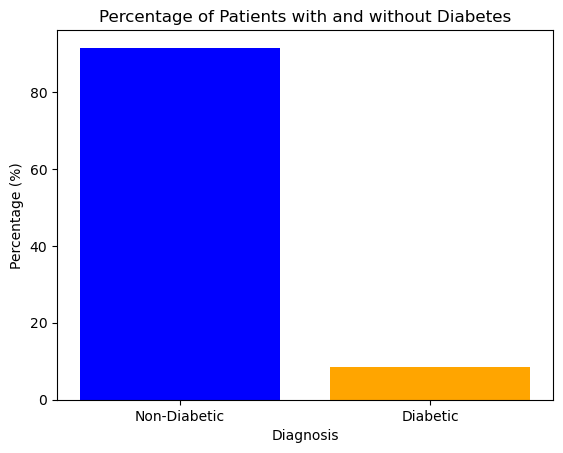 Percentage of Patients with and without Diabetes
Percentage (%)
80
60
40
20
0
Non-Diabetic
Diabetic
Diagnosis